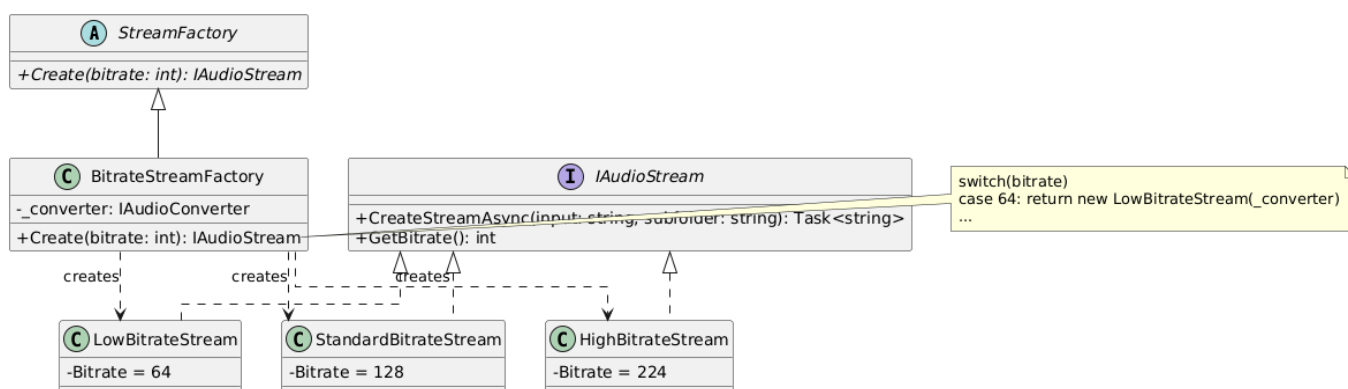 A StreamFactory
+Create(bitrate: int): IAudioStream
C BitrateStreamFactory
-_converter: IAudioConverter
+Create(bitrate: int): IAudioStream
I IAudioStream
+CreateStreamAsync(input: string, subfolder: string): Task<string>
+GetBitrate(): int
switch(bitrate)
case 64: return new LowBitrateStream(_converter)
...
creates
creates
creates
C LowBitrateStream
-Bitrate = 64
C StandardBitrateStream
-Bitrate = 128
C HighBitrateStream
-Bitrate = 224